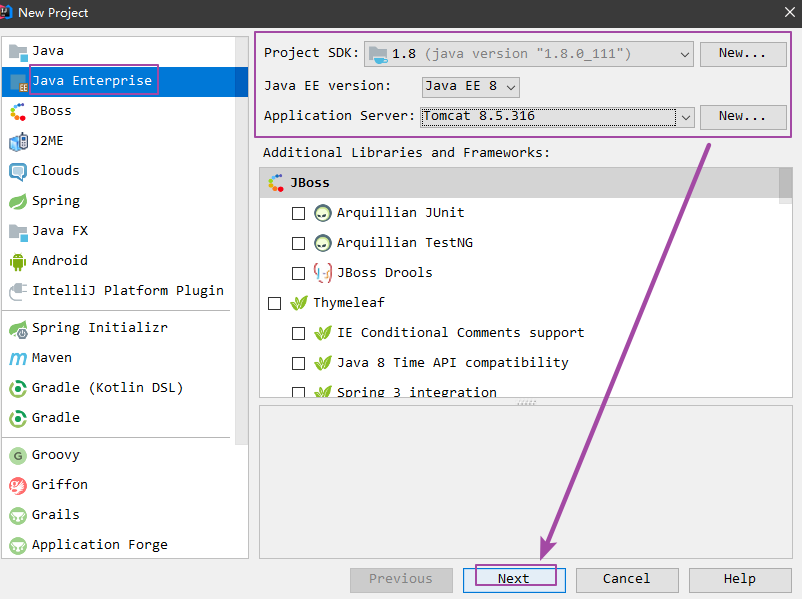 New Project
Java
Java Enterprise
JBoss
J2ME
Clouds
Spring
Java FX
Android
IntelliJ Platform Plugin
Spring Initializr
Maven
Gradle (Kotlin DSL)
Gradle
Groovy
Griffon
Grails
Application Forge
Project SDK: 1.8 (java version "1.8.0_111") New...
Java EE version: Java EE 8
Application Server: Tomcat 8.5.316 New...
Additional Libraries and Frameworks:
JBoss
Arquillian JUnit
Arquillian TestNG
JBoss Drools
Thymeleaf
IE Conditional Comments support
Java 8 Time API compatibility
Spring 3 integration
Previous Next Cancel Help